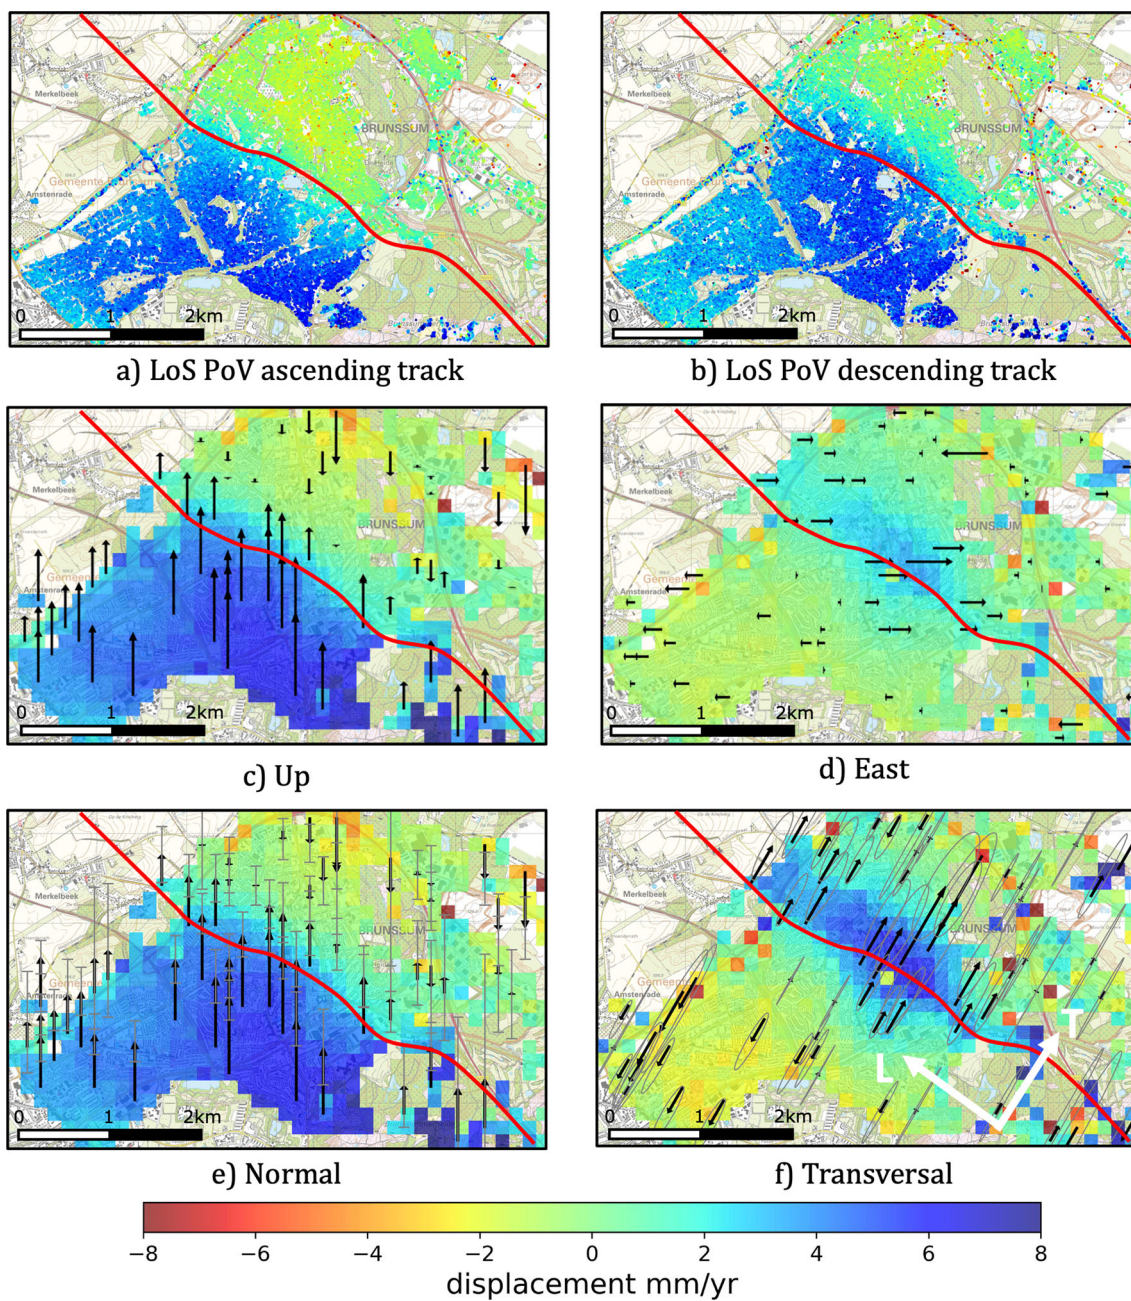 Merkelbeek
BRUNSSUM
Amstenrade
0 1 2km
a) LoS PoV ascending track
BRUNSSUM
0 1 2km
b) LoS PoV descending track
Merkelbeek
BRUNSSUM
Gemeente
Amstenrade
0 1 2km
c) Up
Merkelbeek
BRUNSSUM
Amstenrade
0 1 2km
d) East
Merkelbeek
BRUNSSUM
Amstenrade
0 1 2km
e) Normal
Merkelbeek
BRUNSSUM
Amstenrade
L
T
0 1 2km
f) Transversal
−8 −6 −4 −2 0 2 4 6 8
displacement mm/yr